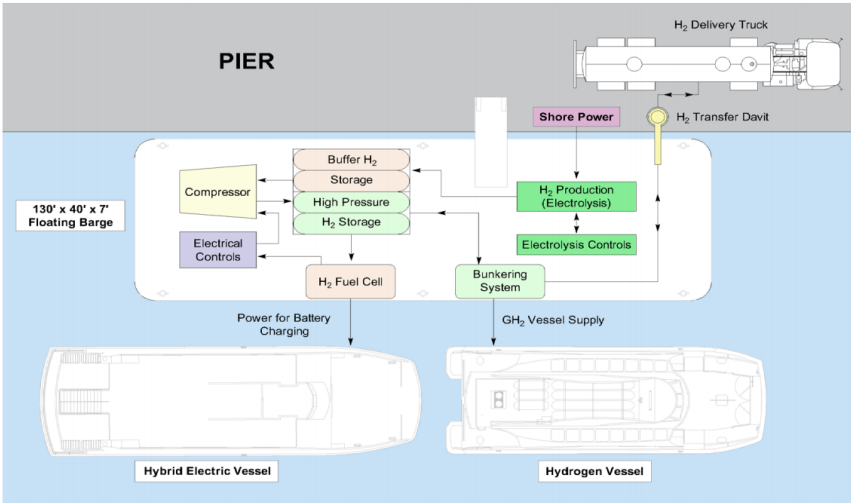 H₂ Delivery Truck
PIER
Shore Power
H₂ Transfer Davit
Buffer H₂
Storage
Compressor
High Pressure
H₂ Storage
H₂ Production
(Electrolysis)
130' x 40' x 7'
Floating Barge
Electrical
Controls
Electrolysis Controls
H₂ Fuel Cell
Bunkering
System
Power for Battery
Charging
GH₂ Vessel Supply
Hybrid Electric Vessel
Hydrogen Vessel